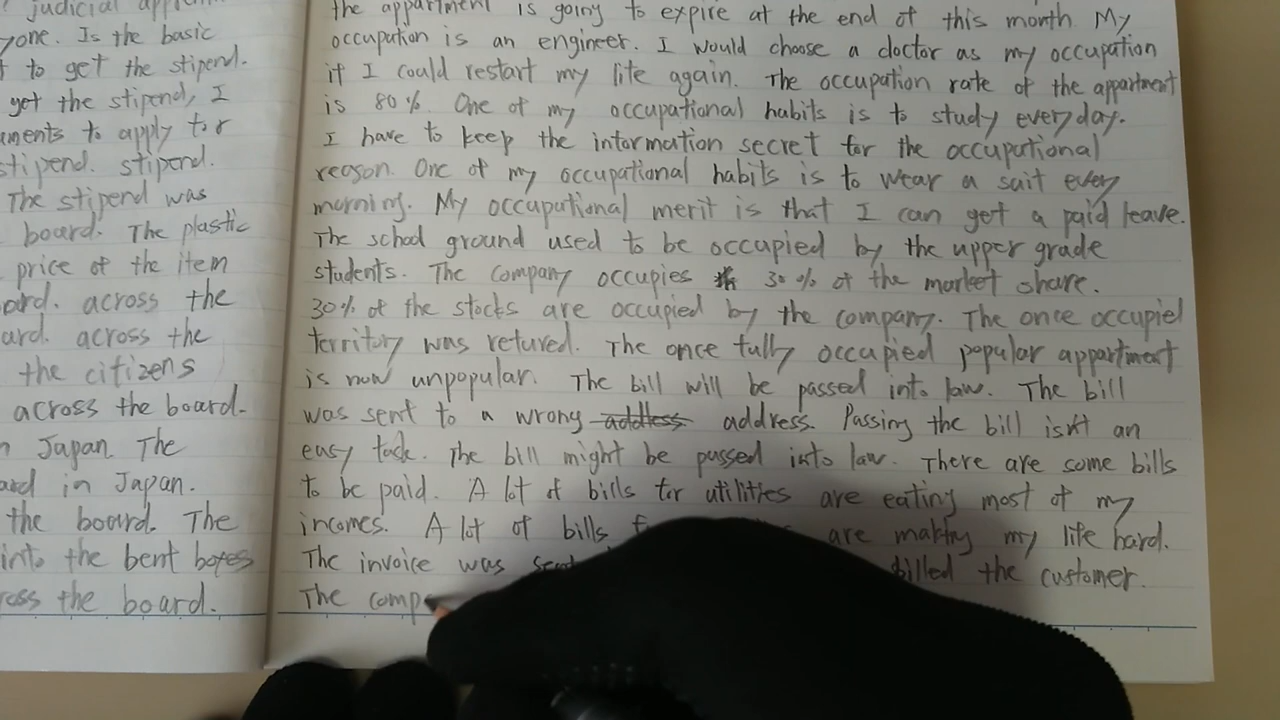 judicial
yone. Is the basic
to get the stipend.
get the stipend, I
uments to apply for
stipend. stipend.
The stipend was
board. The plastic
price of the item
oard. across the
ard. across the
the citizens
across the board.
n Japan. The
ard in Japan.
the board. The
into the bent boxes
ross the board.
the appartment is going to expire at the end of this month. My
occupation is an engineer. I would choose a doctor as my occupation
if I could restart my life again. The occupation rate of the appartment
is 80%. One of my occupational habits is to study everyday.
I have to keep the information secret for the occupational
reason. One of my occupational habits is to wear a suit every
morning. My occupational merit is that I can get a paid leave.
The school ground used to be occupied by the upper grade
students. The company occupies 30% of the market share.
30% of the stocks are occupied by the company. The once occupied
territory was retured. The once fully occupied popular appartment
is now unpopular. The bill will be passed into law. The bill
was sent to a wrong addless address. Passing the bill isn't an
easy task. The bill might be passed into law. There are some bills
to be paid. A lot of bills for utilities are eating most of my
incomes. A lot of bills are making my life hard.
The invoice was sent billed the customer.
The comp